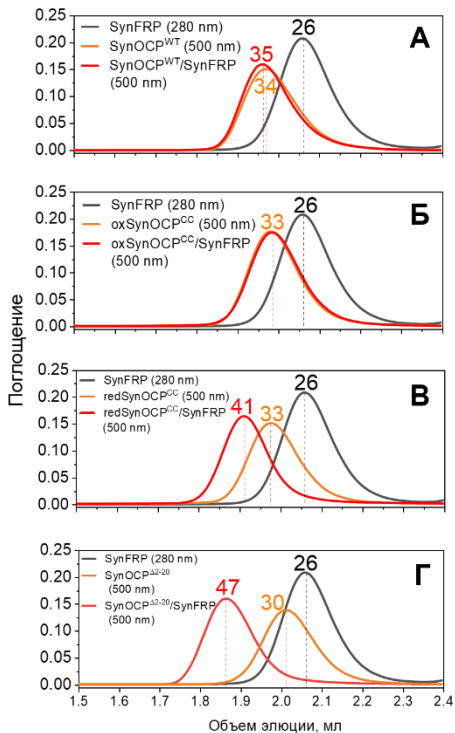 Поглощение
SynFRP (280 nm)
SynOCP^WT (500 nm)
SynOCP^WT/SynFRP
(500 nm)
35
34
26
А
0.25
0.20
0.15
0.10
0.05
0.00
SynFRP (280 nm)
oxSynOCP^CC (500 nm)
oxSynOCP^CC/SynFRP
(500 nm)
33
26
Б
0.25
0.20
0.15
0.10
0.05
0.00
SynFRP (280 nm)
redSynOCP^CC (500 nm)
redSynOCP^CC/SynFRP
(500 nm)
41
33
26
В
0.25
0.20
0.15
0.10
0.05
0.00
SynFRP (280 nm)
SynOCP^Δ2-20
(500 nm)
SynOCP^Δ2-20/SynFRP
(500 nm)
47
30
26
Г
0.25
0.20
0.15
0.10
0.05
0.00
1.5 1.6 1.7 1.8 1.9 2.0 2.1 2.2 2.3 2.4
Объем элюции, мл